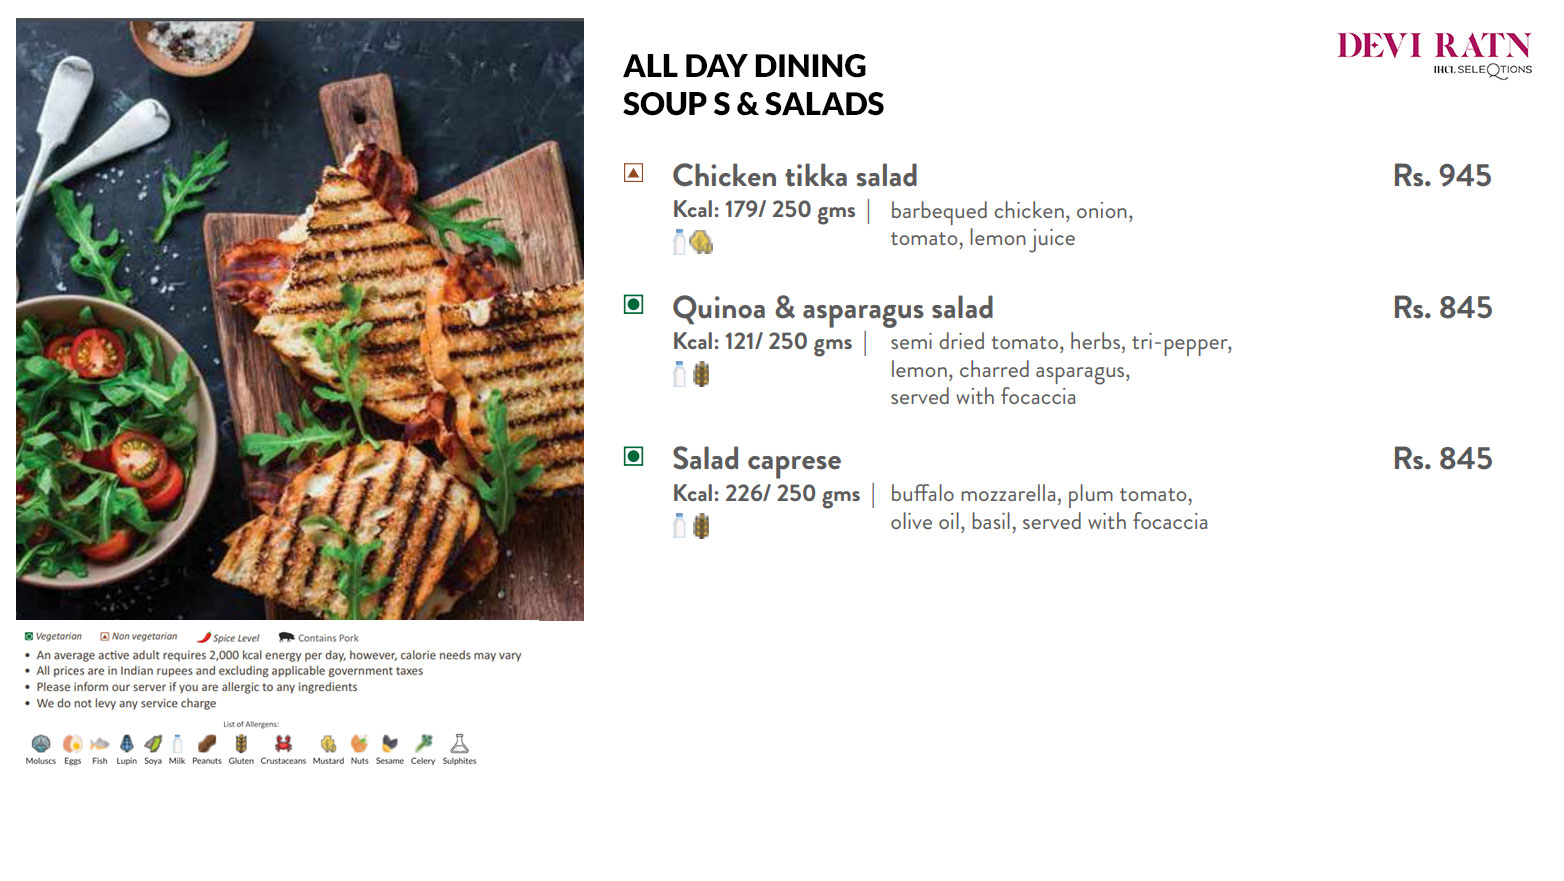 DEVI RATN
IHCL SELEQTIONS
ALL DAY DINING
SOUP S & SALADS
Chicken tikka salad Rs. 945
Kcal: 179/ 250 gms | barbequed chicken, onion,
tomato, lemon juice
Quinoa & asparagus salad Rs. 845
Kcal: 121/ 250 gms | semi dried tomato, herbs, tri-pepper,
lemon, charred asparagus,
served with focaccia
Salad caprese Rs. 845
Kcal: 226/ 250 gms | buffalo mozzarella, plum tomato,
olive oil, basil, served with focaccia
Vegetarian Non vegetarian Spice Level Contains Pork
• An average active adult requires 2,000 kcal energy per day, however, calorie needs may vary
• All prices are in Indian rupees and excluding applicable government taxes
• Please inform our server if you are allergic to any ingredients
• We do not levy any service charge
List of Allergens:
Moluscs Eggs Fish Lupin Soya Milk Peanuts Gluten Crustaceans Mustard Nuts Sesame Celery Sulphites